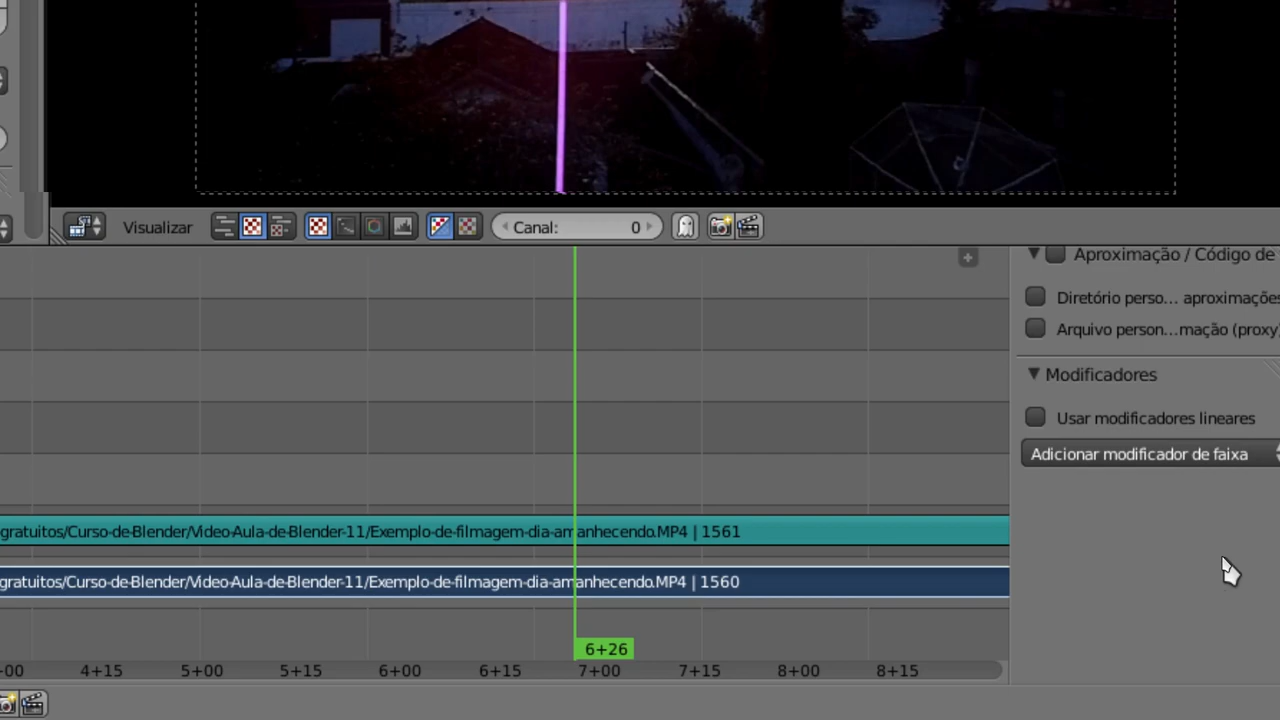 Visualizar
Canal: 0
Aproximação / Código de
Diretório perso... aproximações
Arquivo person...mação (proxy)
Modificadores
Usar modificadores lineares
Adicionar modificador de faixa
gratuitos/Curso-de-Blender/Video-Aula-de-Blender-11/Exemplo-de-filmagem-dia-amanhecendo.MP4 | 1561
gratuitos/Curso-de-Blender/Video-Aula-de-Blender-11/Exemplo-de-filmagem-dia-amanhecendo.MP4 | 1560
6+26
+00 4+15 5+00 5+15 6+00 6+15 7+00 7+15 8+00 8+15